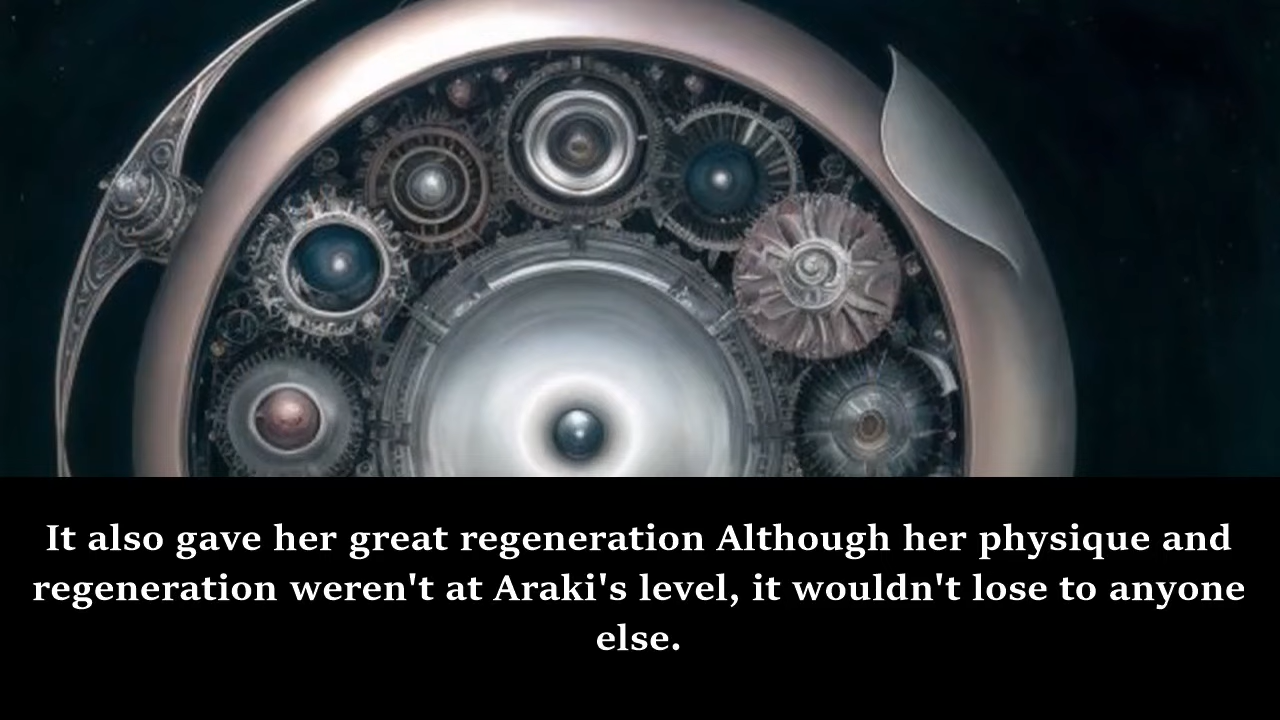 It also gave her great regeneration Although her physique and
regeneration weren't at Araki's level, it wouldn't lose to anyone
else.